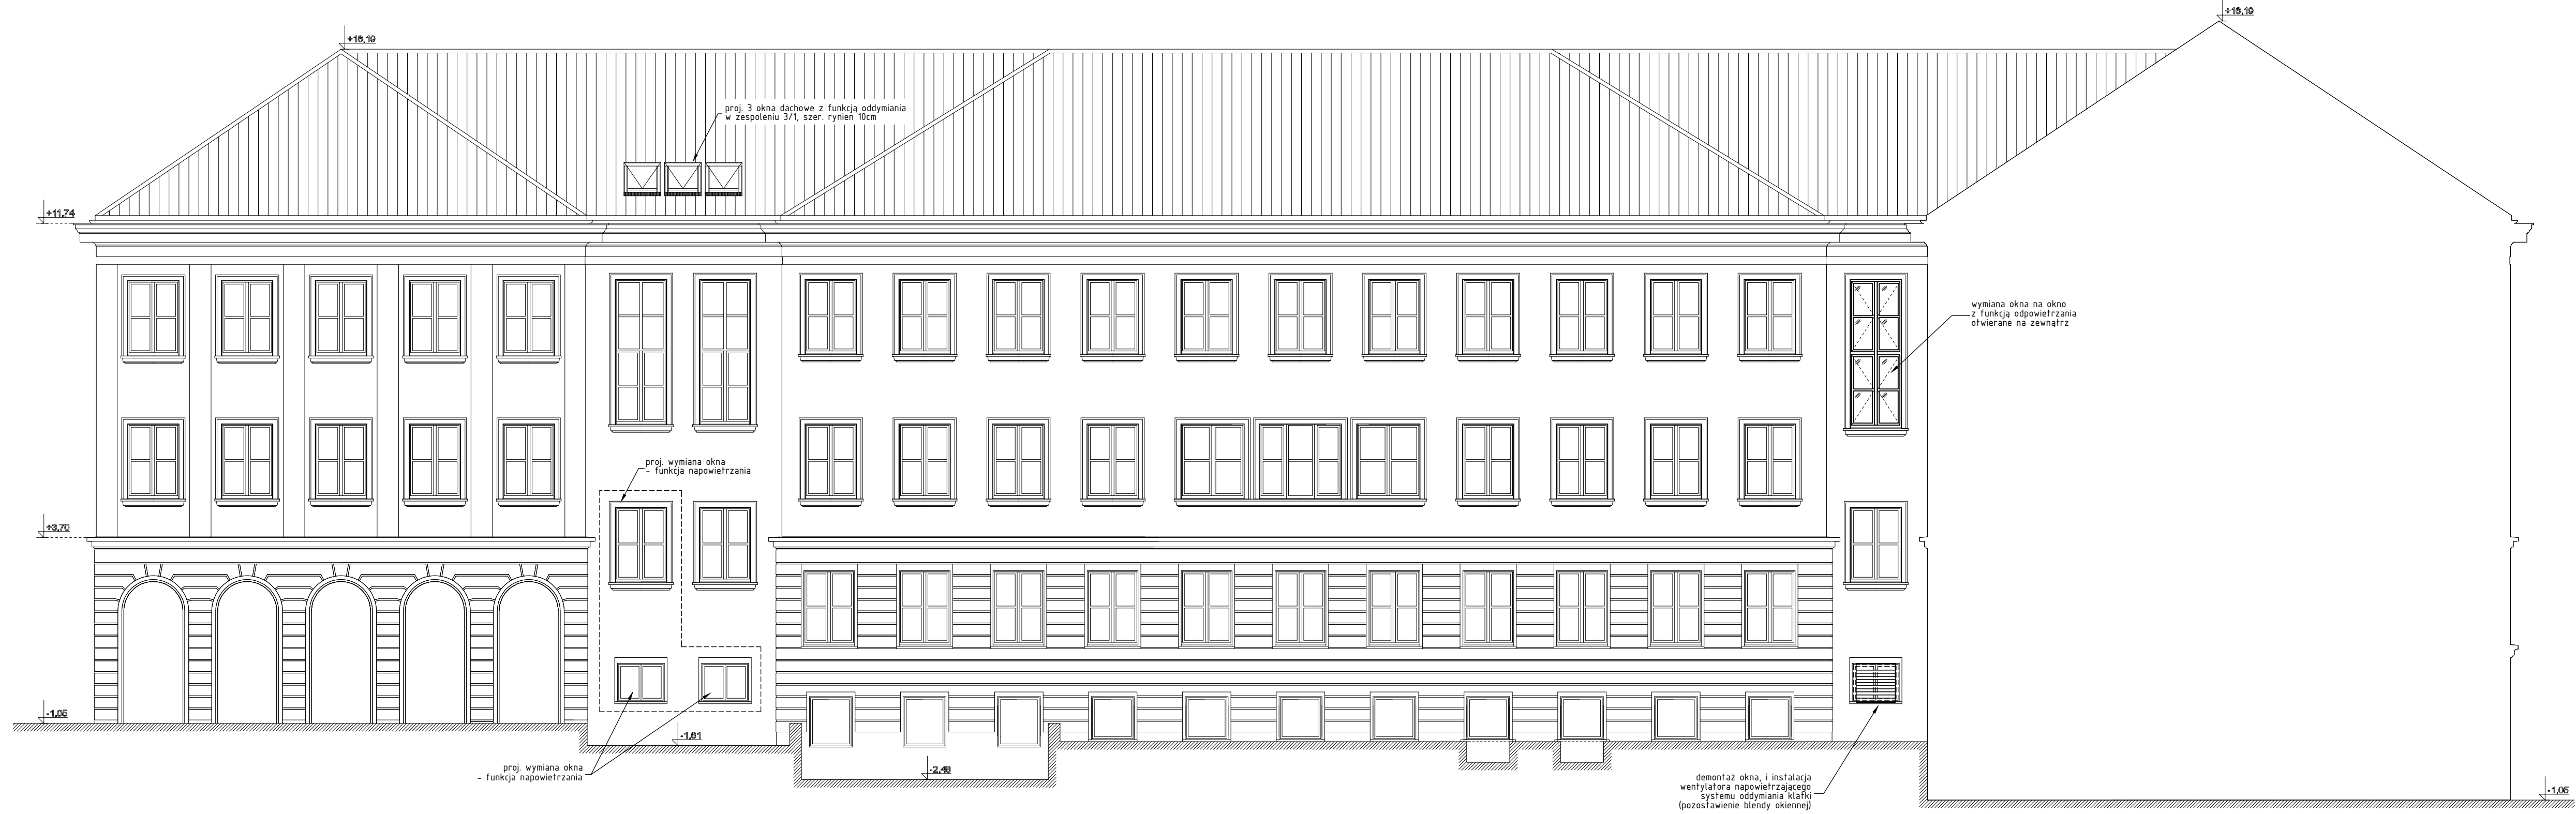 +16,19
+16,19
proj. 3 okna dachowe z funkcją oddymiania
w zespoleniu 3/1, szer. rynien 10cm
+11,74
wymiana okna na okno
z funkcją odpowietrzania
otwierane na zewnątrz
proj. wymiana okna
- funkcja napowietrzania
+3,70
-1,05
-1,61
proj. wymiana okna
- funkcja napowietrzania
demontaż okna, i instalacja
wentylatora napowietrzającego
systemu oddymiania klatki
(pozostawienie blendy okiennej)
-1,05